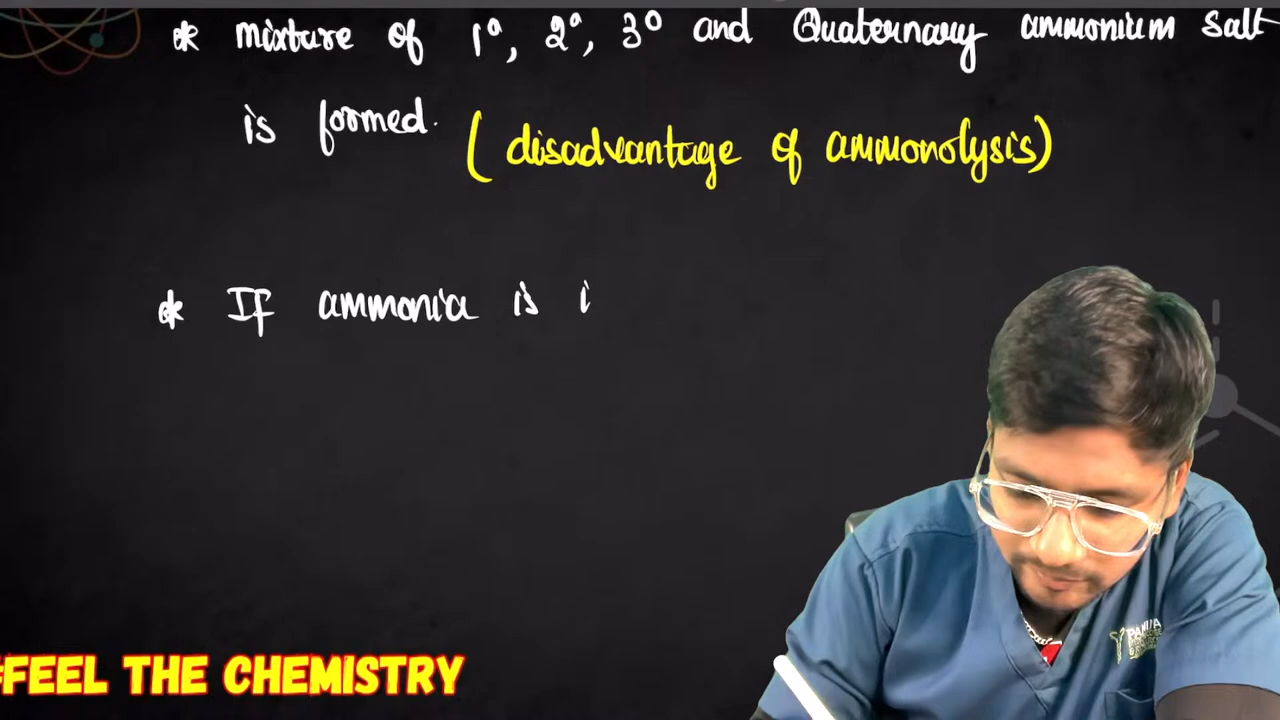 * mixture of 1°, 2°, 3° and Quaternary ammonium salt
is formed. (disadvantage of ammonolysis)
* If ammonia is i
#FEEL THE CHEMISTRY